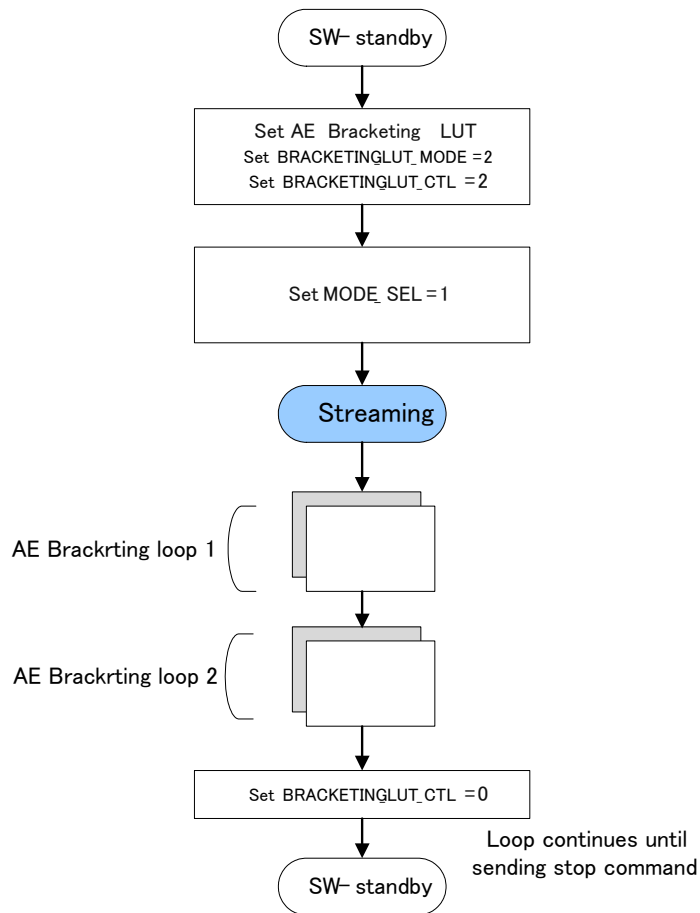 SW-standby
Set AE Bracketing LUT
Set BRACKETINGLUT_MODE =2
Set BRACKETINGLUT_CTL =2
Set MODE_SEL =1
Streaming
AE Brackrting loop 1
AE Brackrting loop 2
Set BRACKETINGLUT_CTL =0
Loop continues until
sending stop command
SW-standby